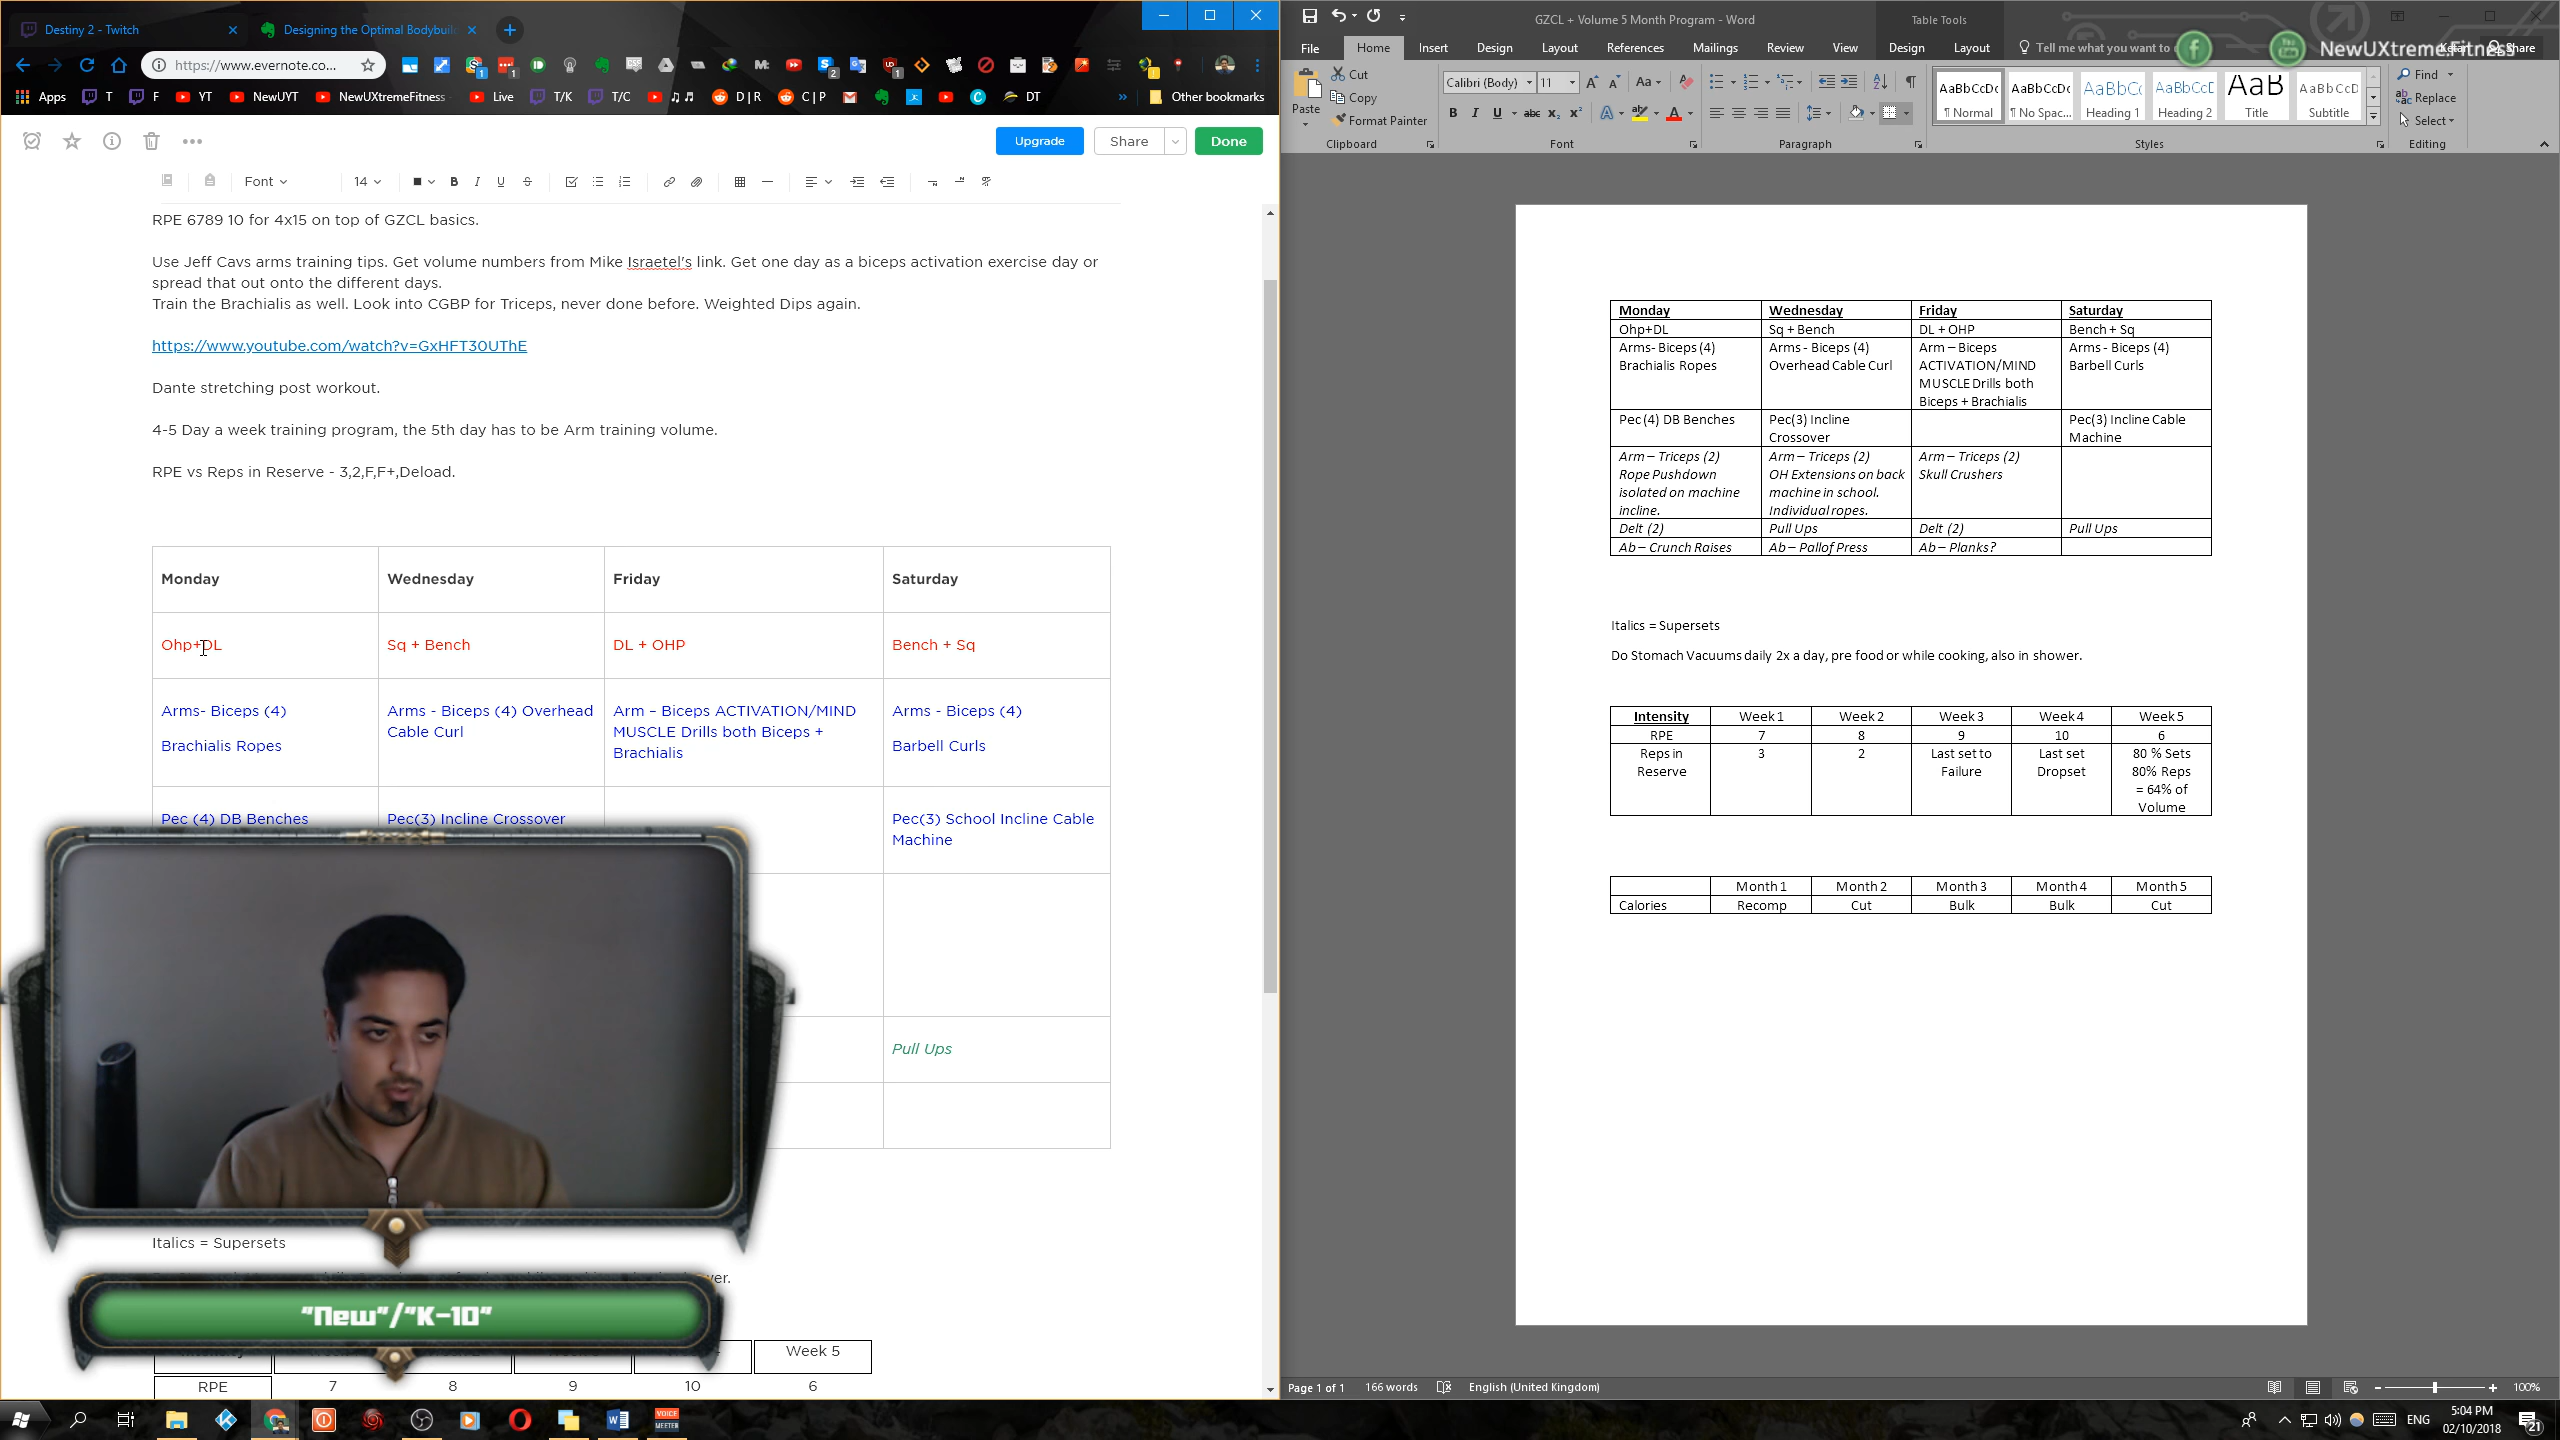 Destiny 2 - Twitch
Designing the Optimal Bodybuil
https://www.evernote.co...
Apps
T
F
YT
NewUYT
NewUXtremeFitness
Live
T/K
T/C
D | R
C | P
DT
»
Other bookmarks
Upgrade
Share
Done
Font
14
RPE 6789 10 for 4x15 on top of GZCL basics.
Use Jeff Cavs arms training tips. Get volume numbers from Mike Israetel's link. Get one day as a biceps activation exercise day or
spread that out onto the different days.
Train the Brachialis as well. Look into CGBP for Triceps, never done before. Weighted Dips again.
https://www.youtube.com/watch?v=GxHFT30UThE
Dante stretching post workout.
4-5 Day a week training program, the 5th day has to be Arm training volume.
RPE vs Reps in Reserve - 3,2,F,F+,Deload.
Monday Wednesday Friday Saturday
Ohp+DL Sq + Bench DL + OHP Bench + Sq
Arms- Biceps (4)
Brachialis Ropes
Arms - Biceps (4) Overhead
Cable Curl
Arm – Biceps ACTIVATION/MIND
MUSCLE Drills both Biceps +
Brachialis
Arms - Biceps (4)
Barbell Curls
Pec (4) DB Benches
Pec(3) Incline Crossover
Pec(3) School Incline Cable
Machine
Pull Ups
Italics = Supersets
"New"/"K-10"
Week 5
RPE 7 8 9 10 6
GZCL + Volume 5 Month Program - Word
Table Tools
File Home Insert Design Layout References Mailings Review View Design Layout
Tell me what you want to
NewUXtreme.Fitness
Share
Paste
Cut
Copy
Format Painter
Clipboard
Calibri (Body) 11
Font
Paragraph
AaBbCcDc
¶ Normal
AaBbCcDc
¶ No Spac...
AaBbC
Heading 1
AaBbCcE
Heading 2
AaB
Title
AaBbCcD
Subtitle
Styles
Find
Replace
Select
Editing
Monday Wednesday Friday Saturday
Ohp+DL Sq + Bench DL + OHP Bench + Sq
Arms- Biceps (4)
Brachialis Ropes
Arms - Biceps (4)
Overhead Cable Curl
Arm – Biceps
ACTIVATION/MIND
MUSCLE Drills both
Biceps + Brachialis
Arms - Biceps (4)
Barbell Curls
Pec (4) DB Benches
Pec(3) Incline
Crossover
Pec(3) Incline Cable
Machine
Arm – Triceps (2)
Rope Pushdown
isolated on machine
incline.
Arm – Triceps (2)
OH Extensions on back
machine in school.
Individual ropes.
Arm – Triceps (2)
Skull Crushers
Delt (2) Pull Ups Delt (2) Pull Ups
Ab – Crunch Raises Ab – Pallof Press Ab – Planks?
Italics = Supersets
Do Stomach Vacuums daily 2x a day, pre food or while cooking, also in shower.
Intensity Week 1 Week 2 Week 3 Week 4 Week 5
RPE 7 8 9 10 6
Reps in
Reserve
3
2
Last set to
Failure
Last set
Dropset
80 % Sets
80% Reps
= 64% of
Volume
Month 1 Month 2 Month 3 Month 4 Month 5
Calories Recomp Cut Bulk Bulk Cut
Page 1 of 1
166 words
English (United Kingdom)
100%
VOICE
MEETER
ENG
5:04 PM
02/10/2018
21